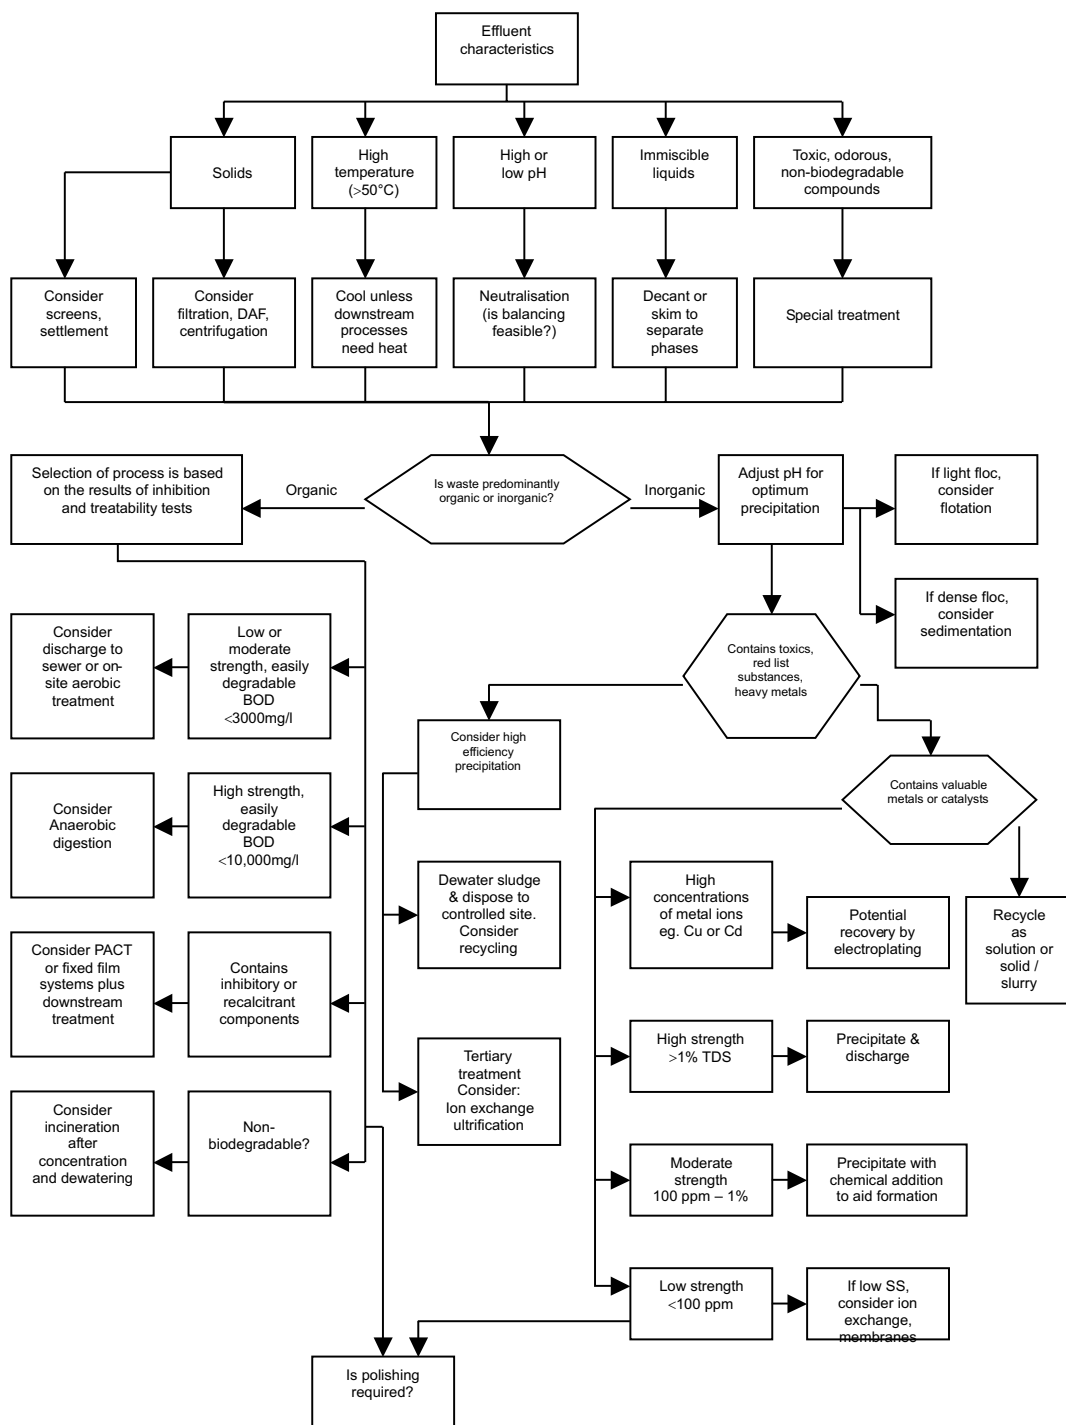 Effluent
characteristics
Solids
High
temperature
(>50°C)
High or
low pH
Immiscible
liquids
Toxic, odorous,
non-biodegradable
compounds
Consider
screens,
settlement
Consider
filtration, DAF,
centrifugation
Cool unless
downstream
processes
need heat
Neutralisation
(is balancing
feasible?)
Decant or
skim to
separate
phases
Special treatment
Selection of process is based
on the results of inhibition
and treatability tests
Organic
Is waste predominantly
organic or inorganic?
Inorganic
Adjust pH for
optimum
precipitation
If light floc,
consider
flotation
If dense floc,
consider
sedimentation
Consider
discharge to
sewer or on-
site aerobic
treatment
Low or
moderate
strength, easily
degradable
BOD
<3000mg/l
Contains toxics,
red list
substances,
heavy metals
Consider high
efficiency
precipitation
Contains valuable
metals or catalysts
Consider
Anaerobic
digestion
High strength,
easily
degradable
BOD
<10,000mg/l
Dewater sludge
& dispose to
controlled site.
Consider
recycling
High
concentrations
of metal ions
eg. Cu or Cd
Potential
recovery by
electroplating
Recycle
as
solution or
solid /
slurry
Consider PACT
or fixed film
systems plus
downstream
treatment
Contains
inhibitory or
recalcitrant
components
High strength
>1% TDS
Precipitate &
discharge
Tertiary
treatment
Consider:
Ion exchange
ultrification
Consider
incineration
after
concentration
and dewatering
Non-
biodegradable?
Moderate
strength
100 ppm – 1%
Precipitate with
chemical addition
to aid formation
Low strength
<100 ppm
If low SS,
consider ion
exchange,
membranes
Is polishing
required?